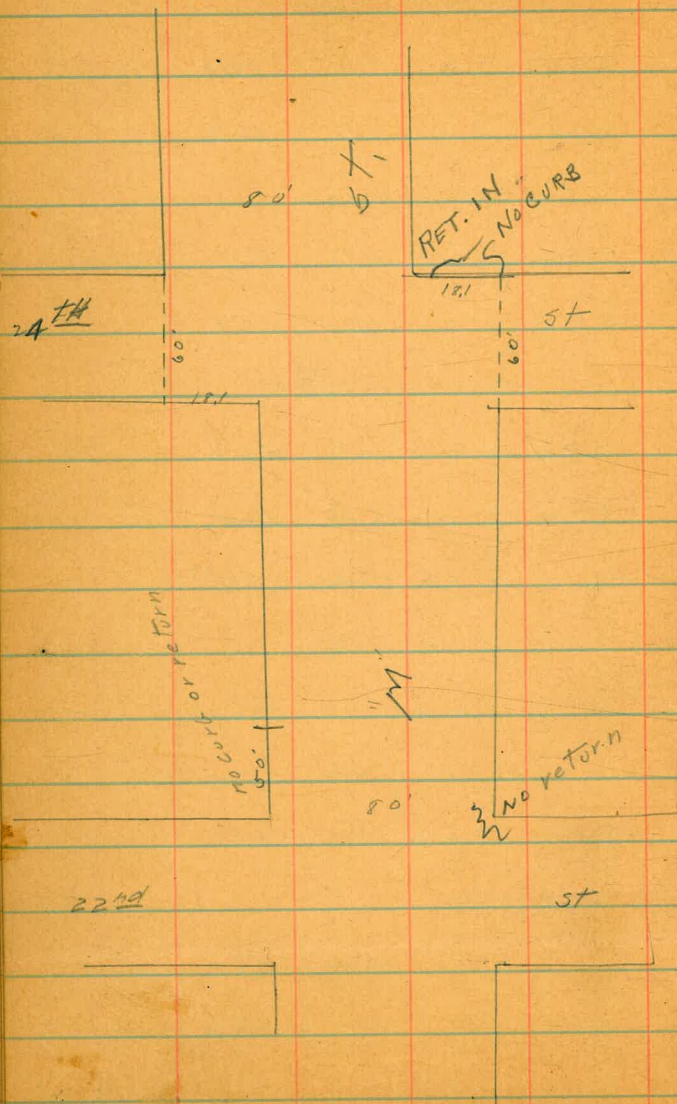 80'
RET. IN
NO CURB
18.1
24TH
ST
60'
60'
18.1
no curb or return
50'
"M"
80'
NO return
22nd
ST